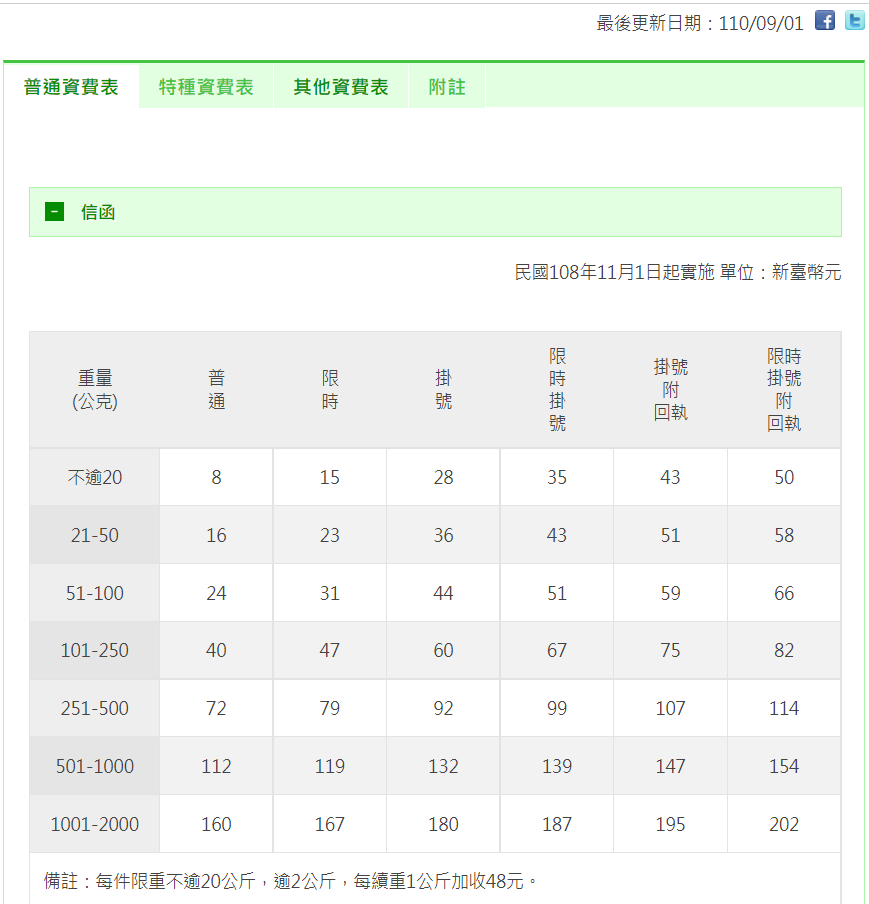 最後更新日期：110/09/01
普通資費表 特種資費表 其他資費表 附註
信函
民國108年11月1日起實施 單位：新臺幣元
重量(公克) 普通 限時 掛號 限時掛號 掛號附回執 限時掛號附回執
不逾20 8 15 28 35 43 50
21-50 16 23 36 43 51 58
51-100 24 31 44 51 59 66
101-250 40 47 60 67 75 82
251-500 72 79 92 99 107 114
501-1000 112 119 132 139 147 154
1001-2000 160 167 180 187 195 202
備註：每件限重不逾20公斤，逾2公斤，每續重1公斤加收48元。